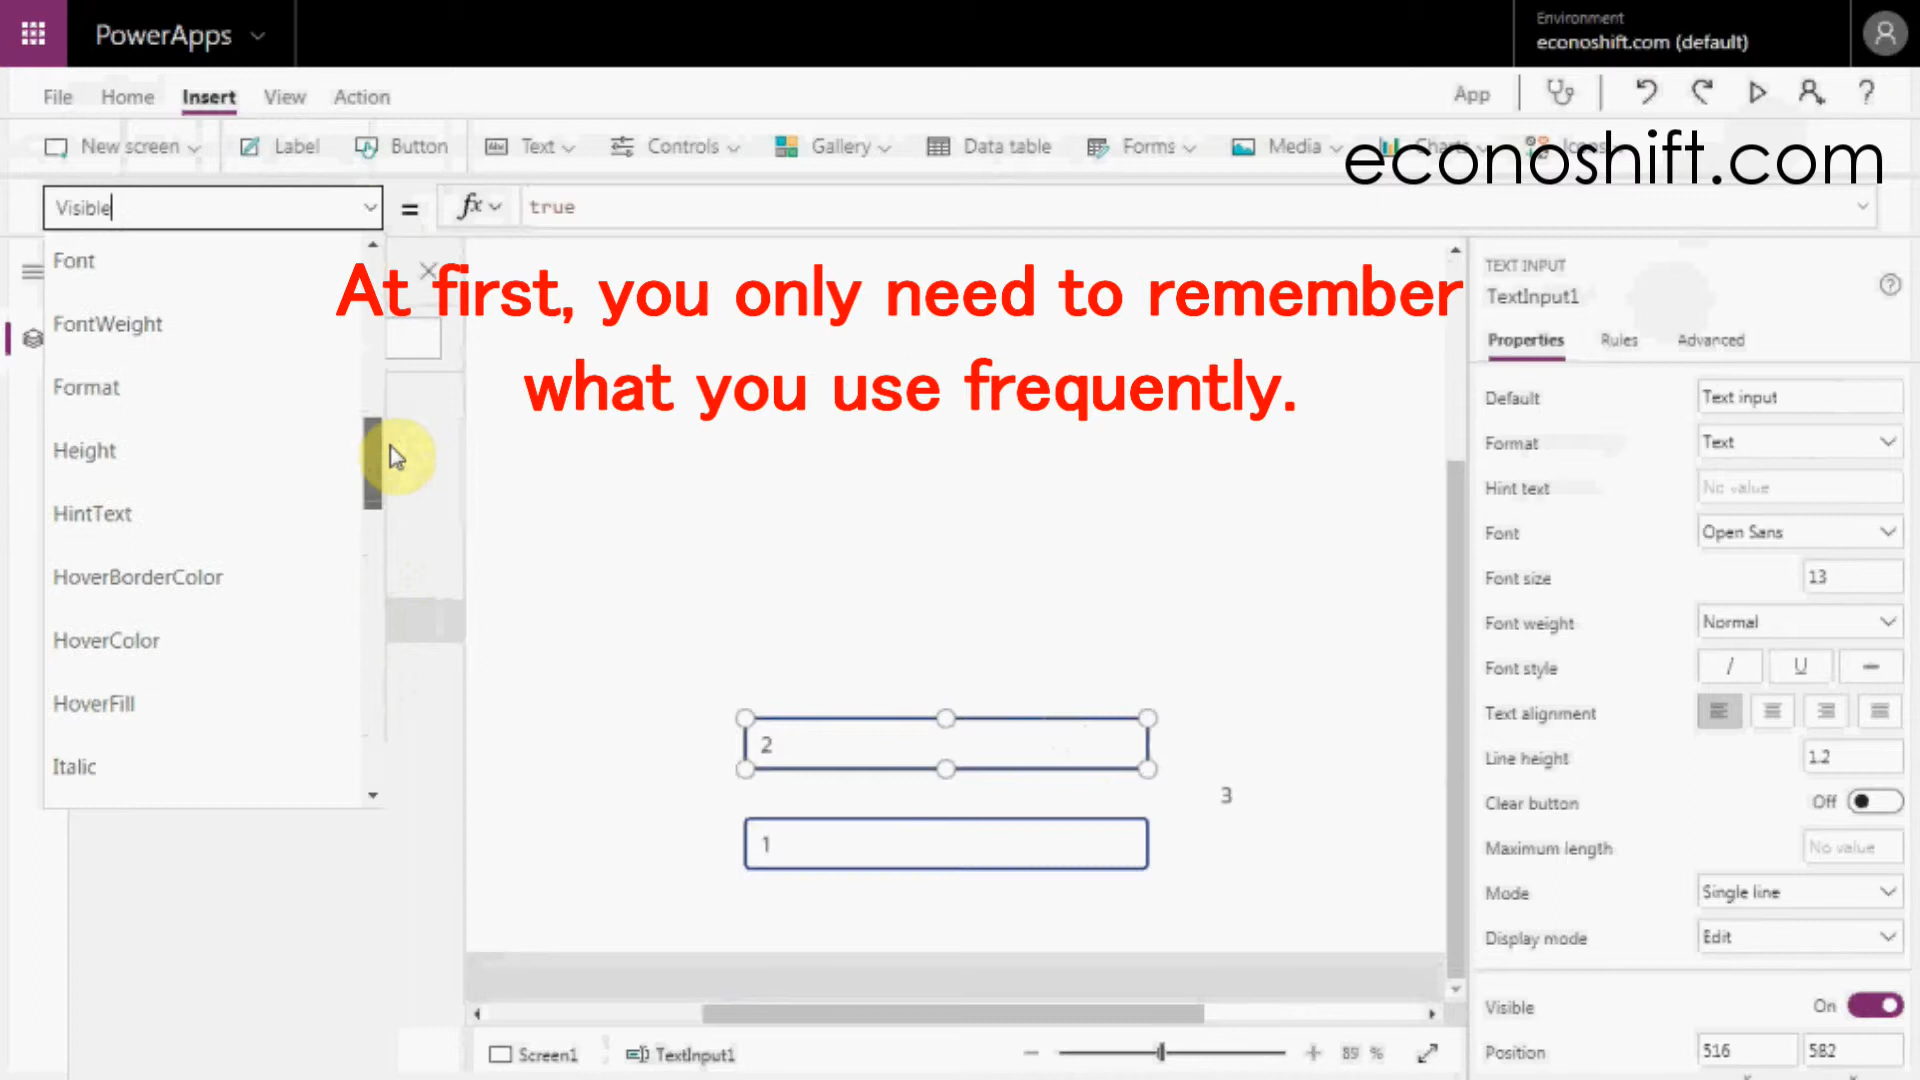 PowerApps
Environment
econoshift.com (default)
File Home Insert View Action
App
New screen Label Button Text Controls Gallery Data table Forms Media Charts Icons
econoshift.com
Visible = fx true
Font
FontWeight
Format
Height
HintText
HoverBorderColor
HoverColor
HoverFill
Italic
At first, you only need to remember
what you use frequently.
2
3
1
TEXT INPUT
TextInput1
Properties Rules Advanced
Default Text input
Format Text
Hint text No value
Font Open Sans
Font size 13
Font weight Normal
Font style / U
Text alignment
Line height 1.2
Clear button Off
Maximum length No value
Mode Single line
Display mode Edit
Visible On
Position 516 582
Screen1 TextInput1
89 %